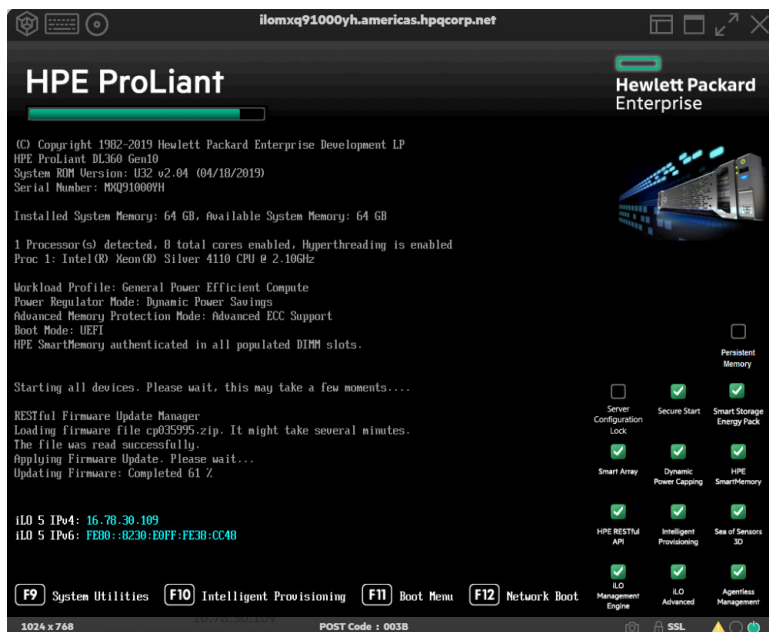 ilomxq91000yh.americas.hpqcorp.net
HPE ProLiant
Hewlett Packard
Enterprise
(C) Copyright 1982-2019 Hewlett Packard Enterprise Development LP
HPE ProLiant DL360 Gen10
System ROM Version: U32 v2.04 (04/18/2019)
Serial Number: MXQ91000YH
Installed System Memory: 64 GB, Available System Memory: 64 GB
1 Processor(s) detected, 8 total cores enabled, Hyperthreading is enabled
Proc 1: Intel(R) Xeon(R) Silver 4110 CPU @ 2.10GHz
Workload Profile: General Power Efficient Compute
Power Regulator Mode: Dynamic Power Savings
Advanced Memory Protection Mode: Advanced ECC Support
Boot Mode: UEFI
HPE SmartMemory authenticated in all populated DIMM slots.
Starting all devices. Please wait, this may take a few moments....
RESTful Firmware Update Manager
Loading firmware file cp035995.zip. It might take several minutes.
The file was read successfully.
Applying Firmware Update. Please wait...
Updating Firmware: Completed 61 %
iLO 5 IPv4: 16.78.30.109
iLO 5 IPv6: FE80::8230:E0FF:FE38:CC48
Persistent
Memory
Server
Configuration
Lock
Secure Start
Smart Storage
Energy Pack
Smart Array
Dynamic
Power Capping
HPE
SmartMemory
HPE RESTful
API
Intelligent
Provisioning
Sea of Sensors
3D
iLO
Management
Engine
iLO
Advanced
Agentless
Management
F9 System Utilities F10 Intelligent Provisioning F11 Boot Menu F12 Network Boot
16.78.30.109
1024 x 768 POST Code : 003B SSL